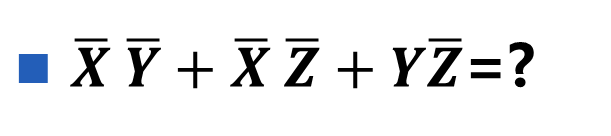 X̅ Y̅ + X̅ Z̅ + YZ̅=?